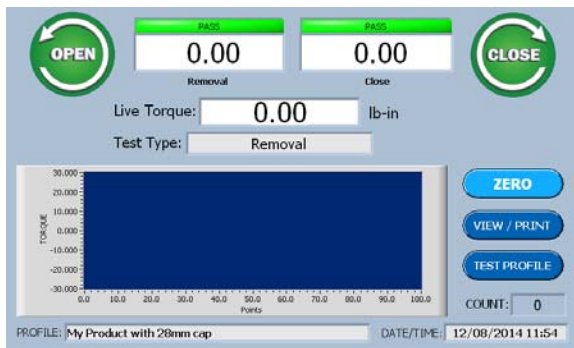 OPEN
PASS
0.00
Removal
PASS
0.00
Close
CLOSE
Live Torque: 0.00 lb-in
Test Type: Removal
TORQUE
30.000
20.000
10.000
0.000
-10.000
-20.000
-30.000
0.0 10.0 20.0 30.0 40.0 50.0 60.0 70.0 80.0 90.0 100.0
Points
ZERO
VIEW / PRINT
TEST PROFILE
COUNT: 0
PROFILE: My Product with 28mm cap DATE/TIME: 12/08/2014 11:54